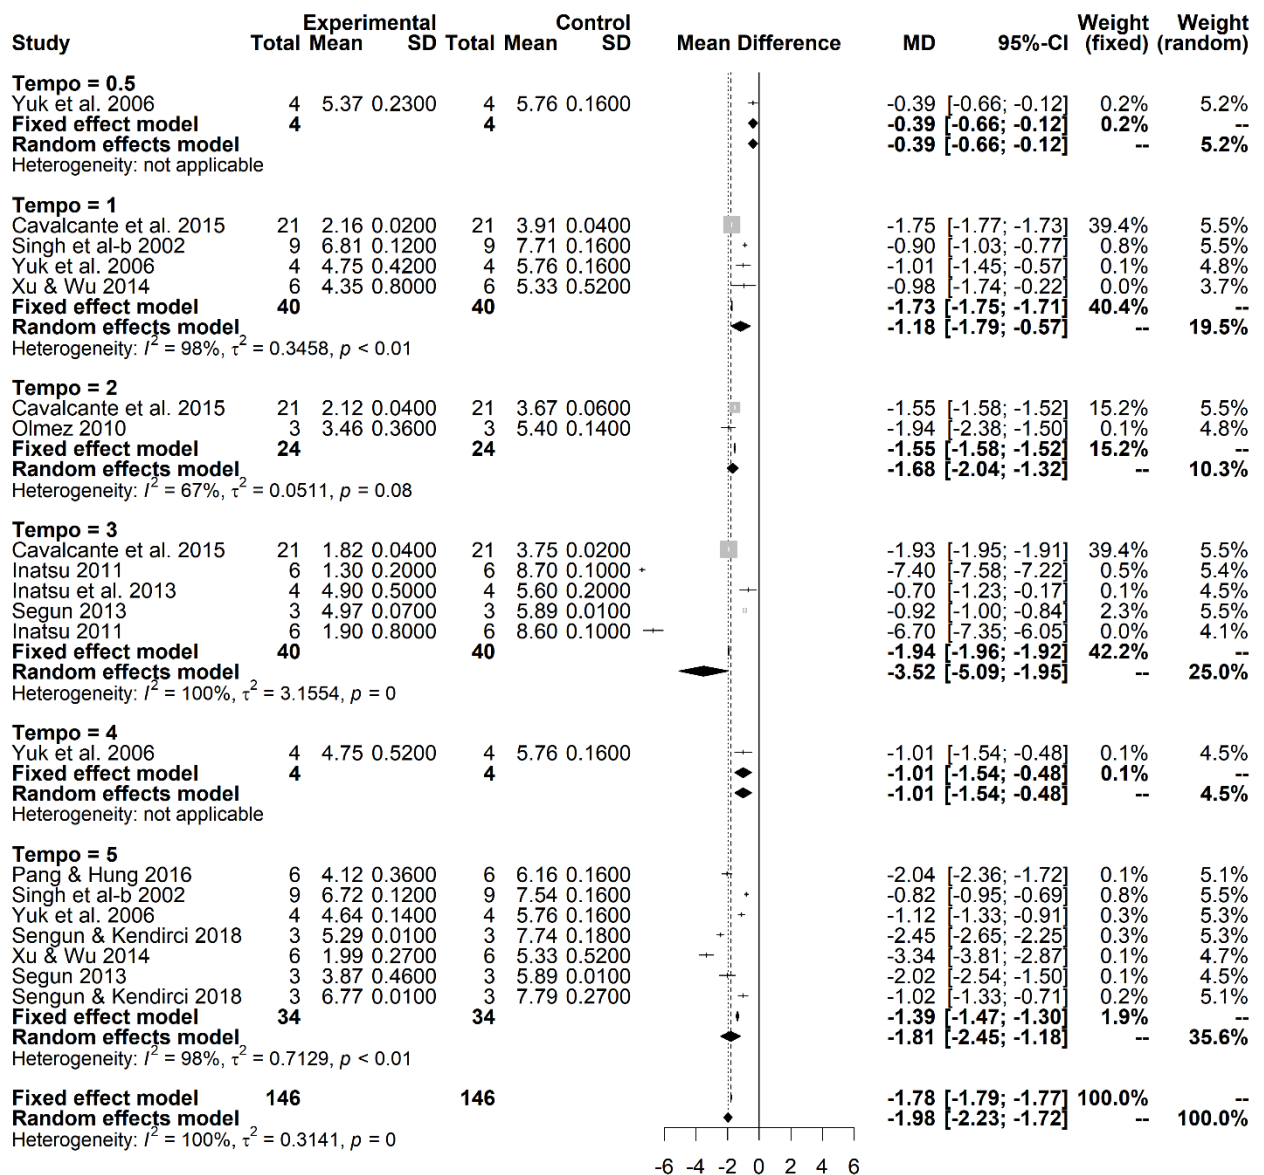 Experimental Control Weight Weight
Study Total Mean SD Total Mean SD Mean Difference MD 95%-CI (fixed) (random)
Tempo = 0.5
Yuk et al. 2006 4 5.37 0.2300 4 5.76 0.1600 -0.39 [-0.66; -0.12] 0.2% 5.2%
Fixed effect model 4 4 -0.39 [-0.66; -0.12] 0.2% --
Random effects model -0.39 [-0.66; -0.12] -- 5.2%
Heterogeneity: not applicable
Tempo = 1
Cavalcante et al. 2015 21 2.16 0.0200 21 3.91 0.0400 -1.75 [-1.77; -1.73] 39.4% 5.5%
Singh et al-b 2002 9 6.81 0.1200 9 7.71 0.1600 -0.90 [-1.03; -0.77] 0.8% 5.5%
Yuk et al. 2006 4 4.75 0.4200 4 5.76 0.1600 -1.01 [-1.45; -0.57] 0.1% 4.8%
Xu & Wu 2014 6 4.35 0.8000 6 5.33 0.5200 -0.98 [-1.74; -0.22] 0.0% 3.7%
Fixed effect model 40 40 -1.73 [-1.75; -1.71] 40.4% --
Random effects model -1.18 [-1.79; -0.57] -- 19.5%
Heterogeneity: I² = 98%, τ² = 0.3458, p < 0.01
Tempo = 2
Cavalcante et al. 2015 21 2.12 0.0400 21 3.67 0.0600 -1.55 [-1.58; -1.52] 15.2% 5.5%
Olmez 2010 3 3.46 0.3600 3 5.40 0.1400 -1.94 [-2.38; -1.50] 0.1% 4.8%
Fixed effect model 24 24 -1.55 [-1.58; -1.52] 15.2% --
Random effects model -1.68 [-2.04; -1.32] -- 10.3%
Heterogeneity: I² = 67%, τ² = 0.0511, p = 0.08
Tempo = 3
Cavalcante et al. 2015 21 1.82 0.0400 21 3.75 0.0200 -1.93 [-1.95; -1.91] 39.4% 5.5%
Inatsu 2011 6 1.30 0.2000 6 8.70 0.1000 -7.40 [-7.58; -7.22] 0.5% 5.4%
Inatsu et al. 2013 4 4.90 0.5000 4 5.60 0.2000 -0.70 [-1.23; -0.17] 0.1% 4.5%
Segun 2013 3 4.97 0.0700 3 5.89 0.0100 -0.92 [-1.00; -0.84] 2.3% 5.5%
Inatsu 2011 6 1.90 0.8000 6 8.60 0.1000 -6.70 [-7.35; -6.05] 0.0% 4.1%
Fixed effect model 40 40 -1.94 [-1.96; -1.92] 42.2% --
Random effects model -3.52 [-5.09; -1.95] -- 25.0%
Heterogeneity: I² = 100%, τ² = 3.1554, p = 0
Tempo = 4
Yuk et al. 2006 4 4.75 0.5200 4 5.76 0.1600 -1.01 [-1.54; -0.48] 0.1% 4.5%
Fixed effect model 4 4 -1.01 [-1.54; -0.48] 0.1% --
Random effects model -1.01 [-1.54; -0.48] -- 4.5%
Heterogeneity: not applicable
Tempo = 5
Pang & Hung 2016 6 4.12 0.3600 6 6.16 0.1600 -2.04 [-2.36; -1.72] 0.1% 5.1%
Singh et al-b 2002 9 6.72 0.1200 9 7.54 0.1600 -0.82 [-0.95; -0.69] 0.8% 5.5%
Yuk et al. 2006 4 4.64 0.1400 4 5.76 0.1600 -1.12 [-1.33; -0.91] 0.3% 5.3%
Sengun & Kendirci 2018 3 5.29 0.0100 3 7.74 0.1800 -2.45 [-2.65; -2.25] 0.3% 5.3%
Xu & Wu 2014 6 1.99 0.2700 6 5.33 0.5200 -3.34 [-3.81; -2.87] 0.1% 4.7%
Segun 2013 3 3.87 0.4600 3 5.89 0.0100 -2.02 [-2.54; -1.50] 0.1% 4.5%
Sengun & Kendirci 2018 3 6.77 0.0100 3 7.79 0.2700 -1.02 [-1.33; -0.71] 0.2% 5.1%
Fixed effect model 34 34 -1.39 [-1.47; -1.30] 1.9% --
Random effects model -1.81 [-2.45; -1.18] -- 35.6%
Heterogeneity: I² = 98%, τ² = 0.7129, p < 0.01
Fixed effect model 146 146 -1.78 [-1.79; -1.77] 100.0% --
Random effects model -1.98 [-2.23; -1.72] -- 100.0%
Heterogeneity: I² = 100%, τ² = 0.3141, p = 0
-6 -4 -2 0 2 4 6